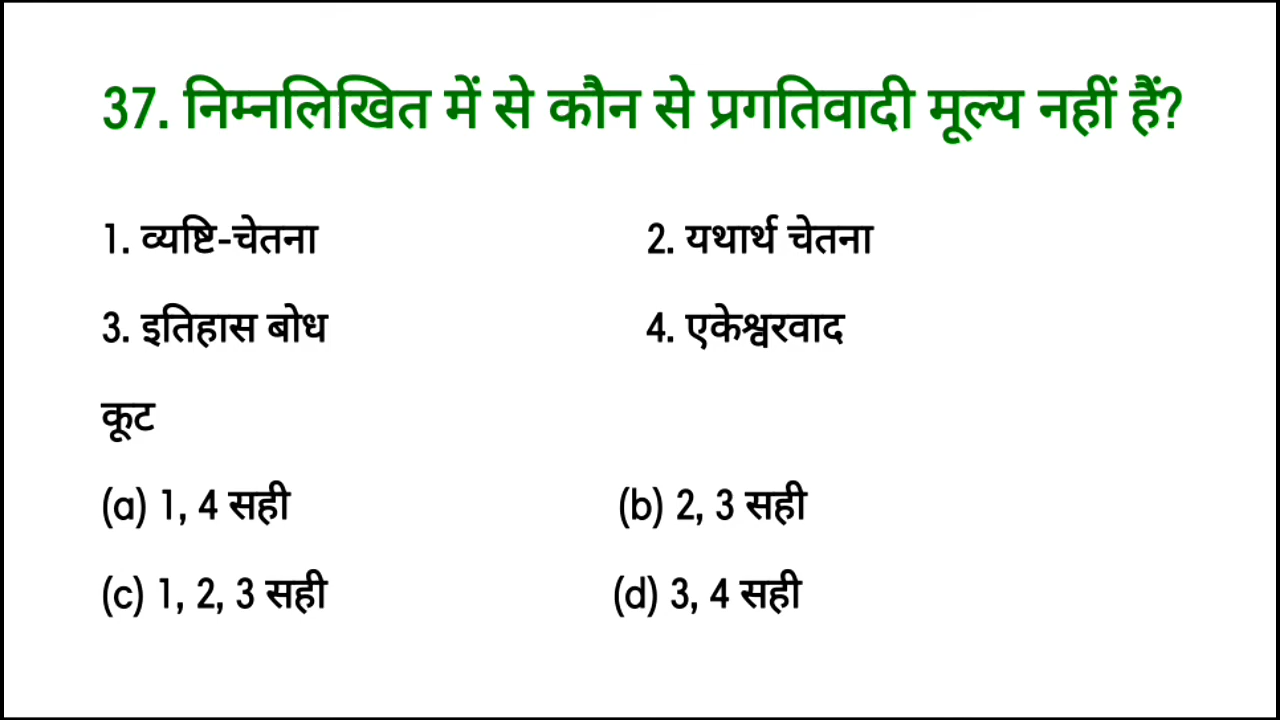 37. निम्नलिखित में से कौन से प्रगतिवादी मूल्य नहीं हैं?
1. व्यष्टि-चेतना 2. यथार्थ चेतना
3. इतिहास बोध 4. एकेश्वरवाद
कूट
(a) 1, 4 सही (b) 2, 3 सही
(c) 1, 2, 3 सही (d) 3, 4 सही